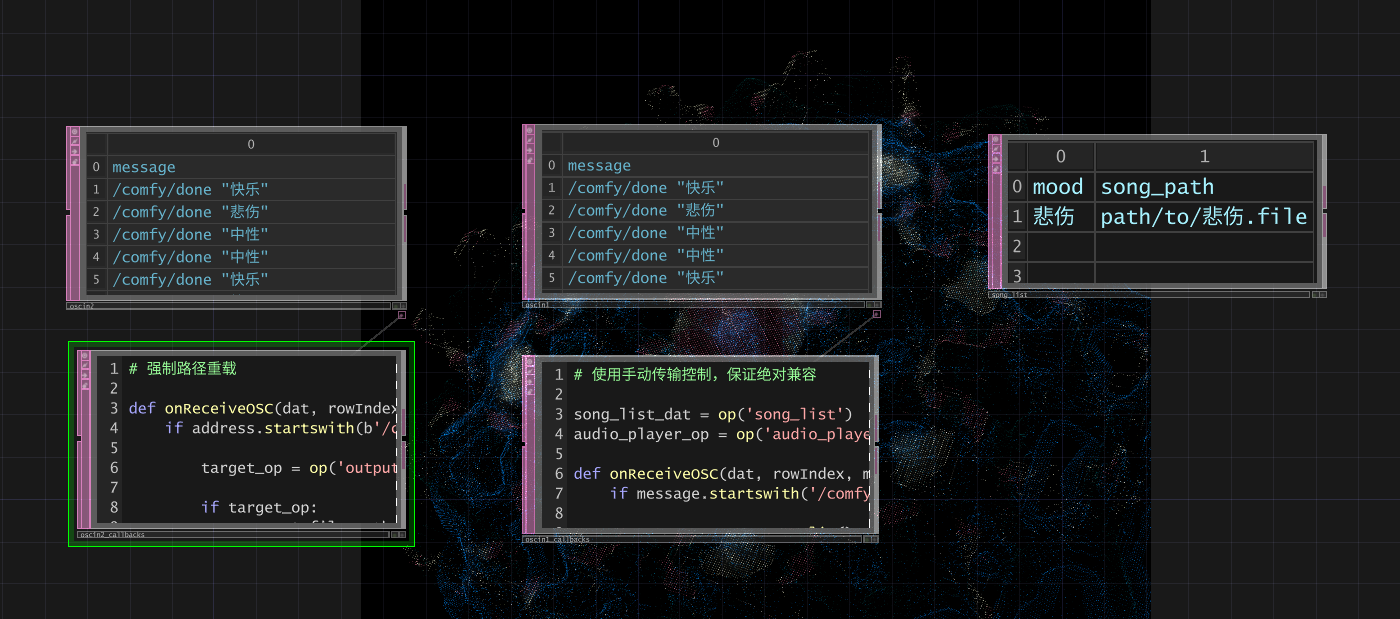 0
0 message
1 /comfy/done "快乐"
2 /comfy/done "悲伤"
3 /comfy/done "中性"
4 /comfy/done "中性"
5 /comfy/done "快乐"
oscin2
0
0 message
1 /comfy/done "快乐"
2 /comfy/done "悲伤"
3 /comfy/done "中性"
4 /comfy/done "中性"
5 /comfy/done "快乐"
oscin1
0 1
0 mood song_path
1 悲伤 path/to/悲伤.file
2
3
song_list
1 # 强制路径重载
2
3 def onReceiveOSC(dat, rowIndex
4 if address.startswith(b'/c
5
6 target_op = op('output
7
8 if target_op:
oscin2_callbacks
1 # 使用手动传输控制，保证绝对兼容
2
3 song_list_dat = op('song_list')
4 audio_player_op = op('audio_playe
5
6 def onReceiveOSC(dat, rowIndex, m
7 if message.startswith('/comfy
8
oscin1_callbacks